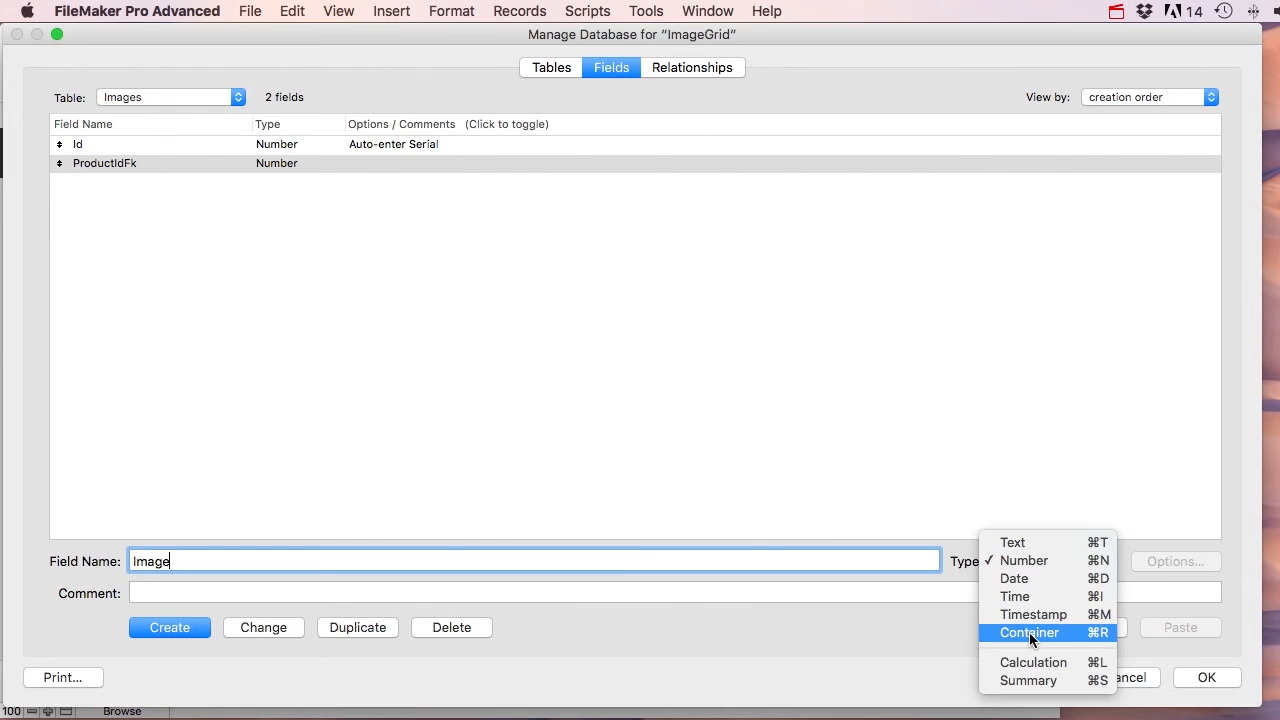 FileMaker Pro Advanced File Edit View Insert Format Records Scripts Tools Window Help 14
Manage Database for “ImageGrid”
Tables Fields Relationships
Table: Images 2 fields View by: creation order
Field Name Type Options / Comments (Click to toggle)
Id Number Auto-enter Serial
ProductIdFk Number
Field Name: Image Type Options...
Comment:
Text ⌘T
✓ Number ⌘N
Date ⌘D
Time ⌘I
Timestamp ⌘M
Container ⌘R
Calculation ⌘L
Summary ⌘S
Create Change Duplicate Delete Paste
Print... ancel OK
100 Browse